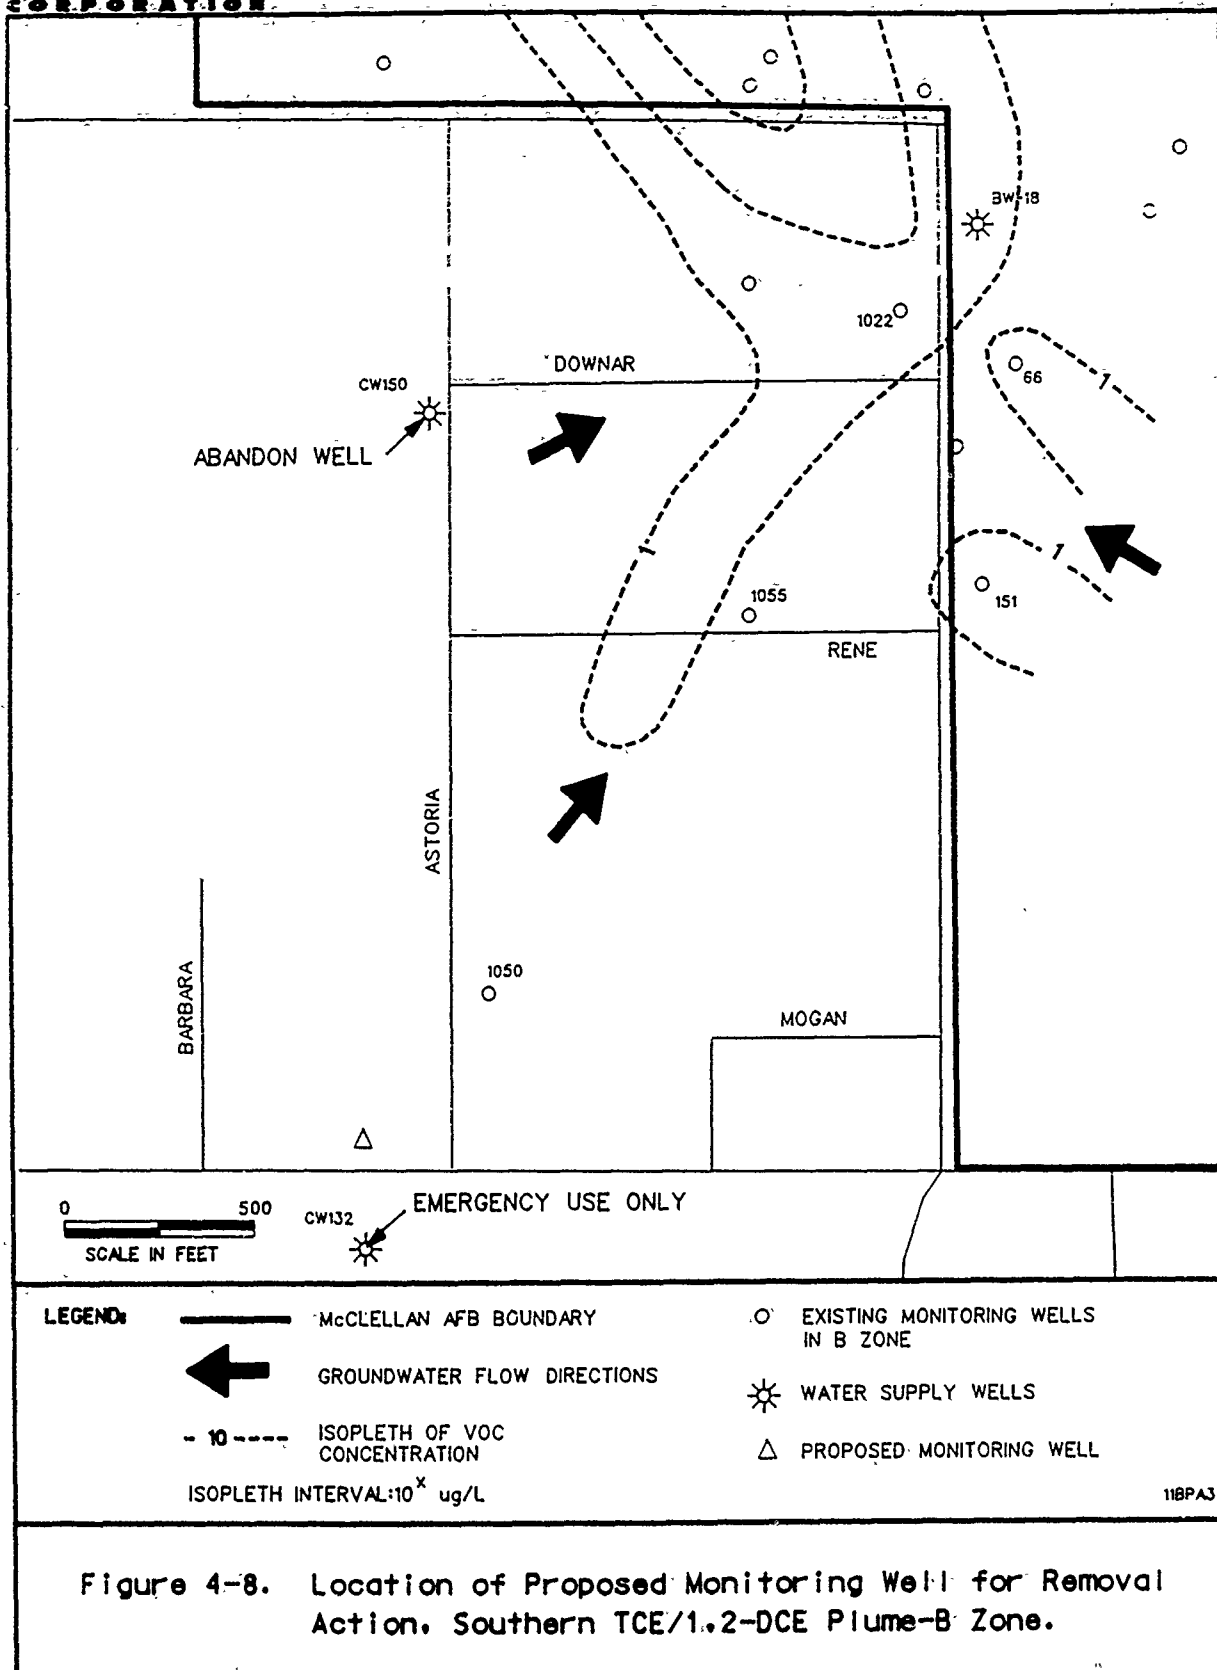 CORPORATION
BW-18
1022
DOWNAR
CW150
66
1
ABANDON WELL
1
1
1055
151
RENE
ASTORIA
1050
BARBARA
MOGAN
0 500
SCALE IN FEET
CW132
EMERGENCY USE ONLY
LEGEND:
McCLELLAN AFB BOUNDARY
GROUNDWATER FLOW DIRECTIONS
- 10 ----
ISOPLETH OF VOC
CONCENTRATION
ISOPLETH INTERVAL:10^X ug/L
EXISTING MONITORING WELLS
IN B ZONE
WATER SUPPLY WELLS
PROPOSED MONITORING WELL
11BPA3
Figure 4-8. Location of Proposed Monitoring Well for Removal
Action, Southern TCE/1,2-DCE Plume-B Zone.